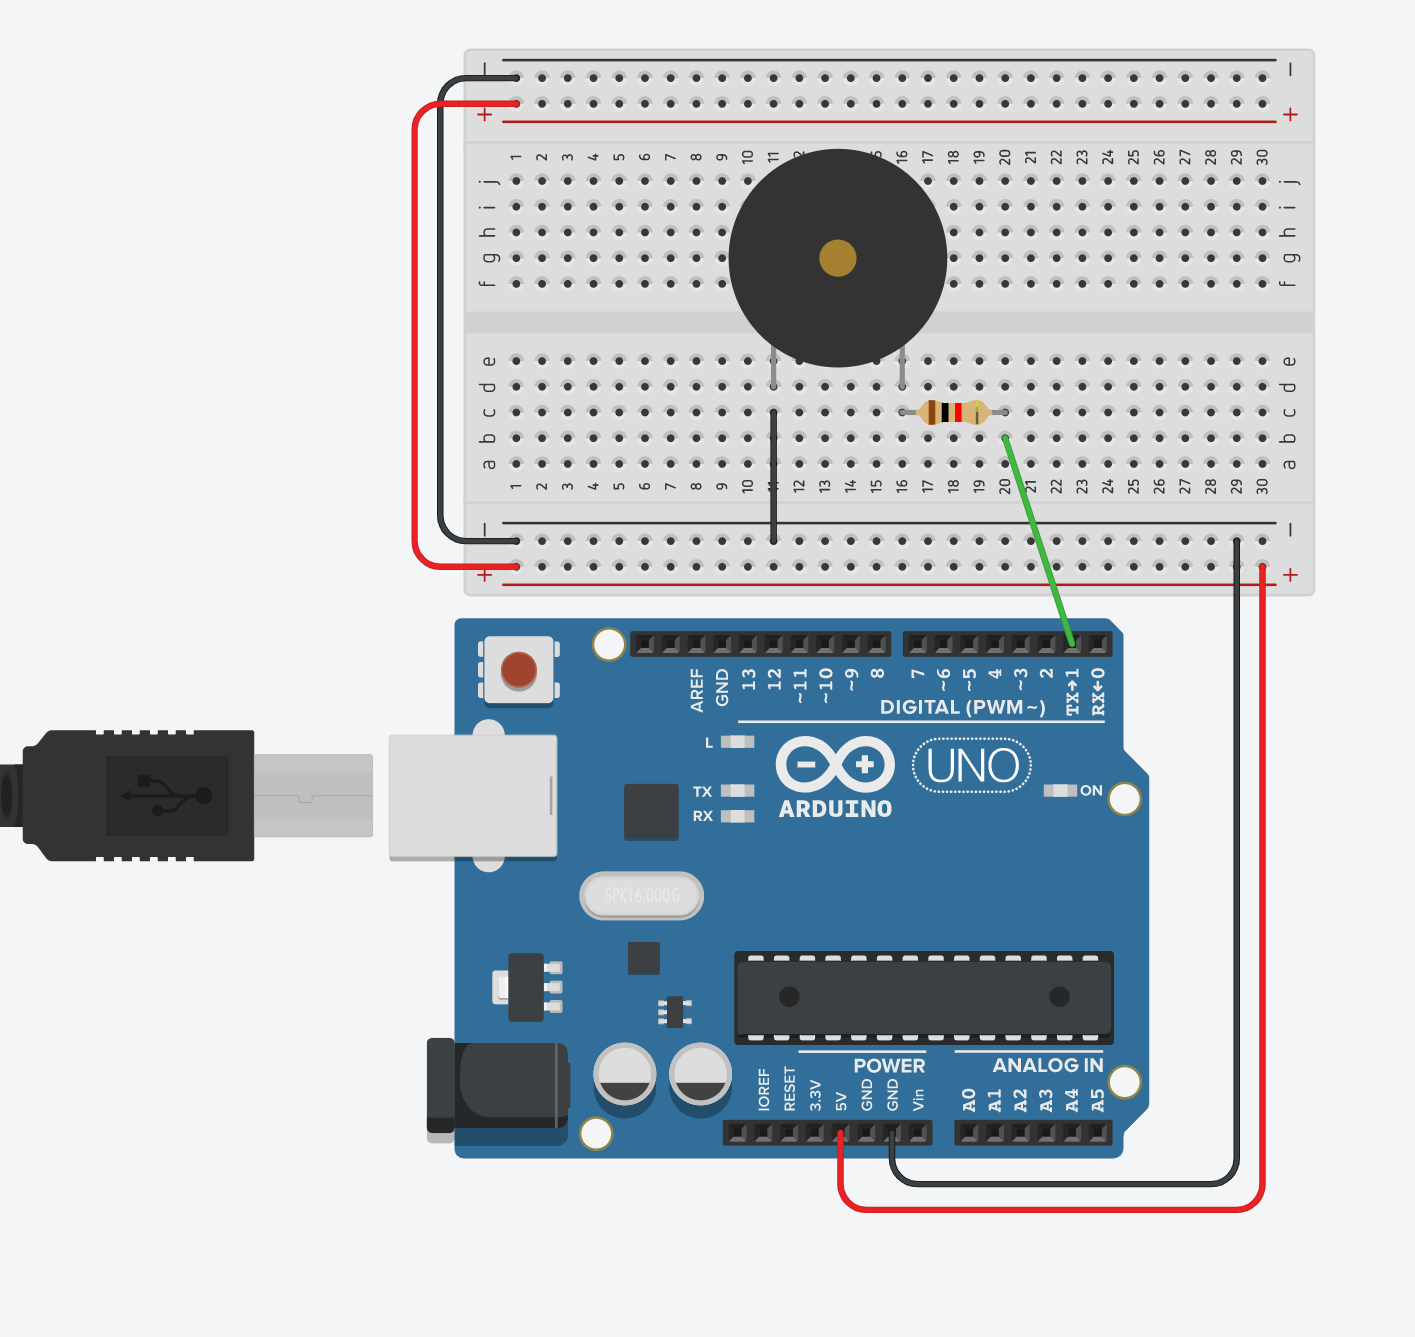 − −
+ +
1 2 3 4 5 6 7 8 9 10 11 16 17 18 19 20 21 22 23 24 25 26 27 28 29 30
j j
i i
h h
g g
f f
e e
d d
c c
b b
a a
1 2 3 4 5 6 7 8 9 10 11 12 13 14 15 16 17 18 19 20 21 22 23 24 25 26 27 28 29 30
− −
+ +
AREF GND 13 12 ~11 ~10 ~9 8 7 ~6 ~5 4 ~3 2 TX→1 RX←0
DIGITAL (PWM~)
L
UNO
TX
ON
RX
ARDUINO
SPK16.000G
POWER
ANALOG IN
IOREF RESET 3.3V 5V GND GND Vin A0 A1 A2 A3 A4 A5